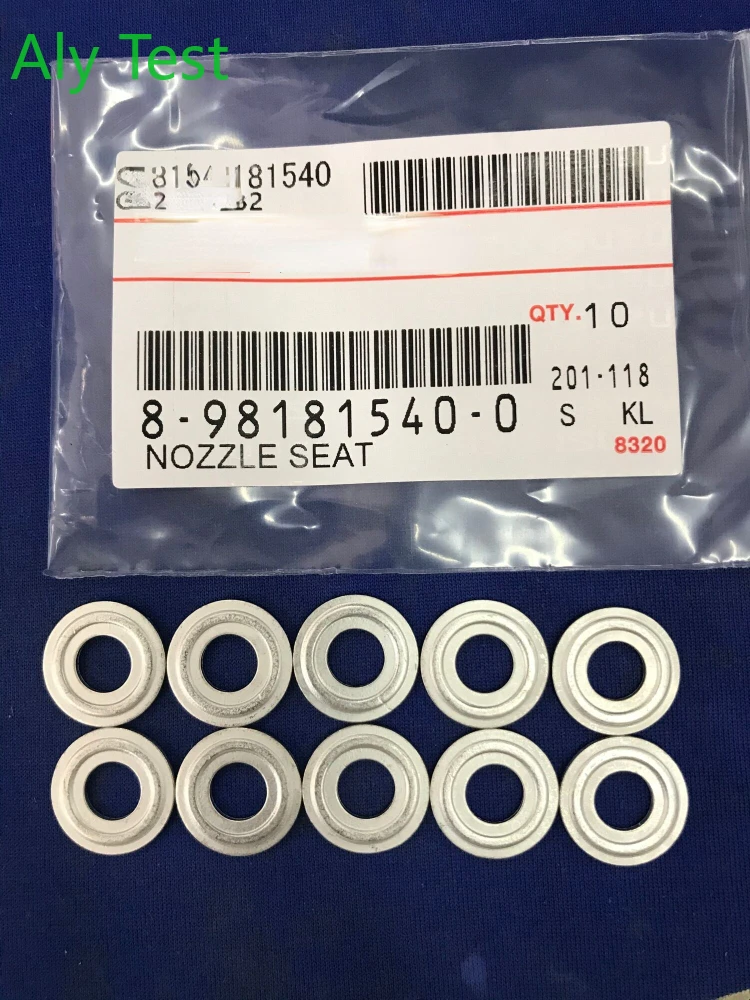 Aly Test
181540
QTY.10
201-118
8-98181540-0
S KL
NOZZLE SEAT
8320